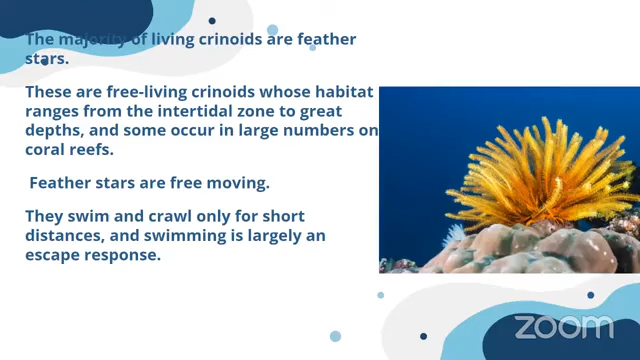 The majority of living crinoids are feather
stars.
These are free-living crinoids whose habitat
ranges from the intertidal zone to great
depths, and some occur in large numbers on
coral reefs.
Feather stars are free moving.
They swim and crawl only for short
distances, and swimming is largely an
escape response.
zoom